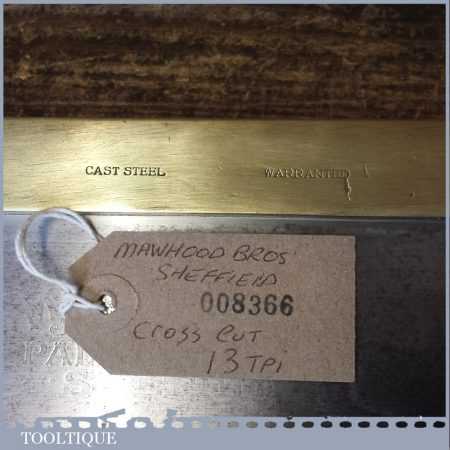 CAST STEEL WARRANTED
MAWHOOD BROS'
SHEFFIELD
008366
CROSS CUT
13 TPI
TOOLTIQUE